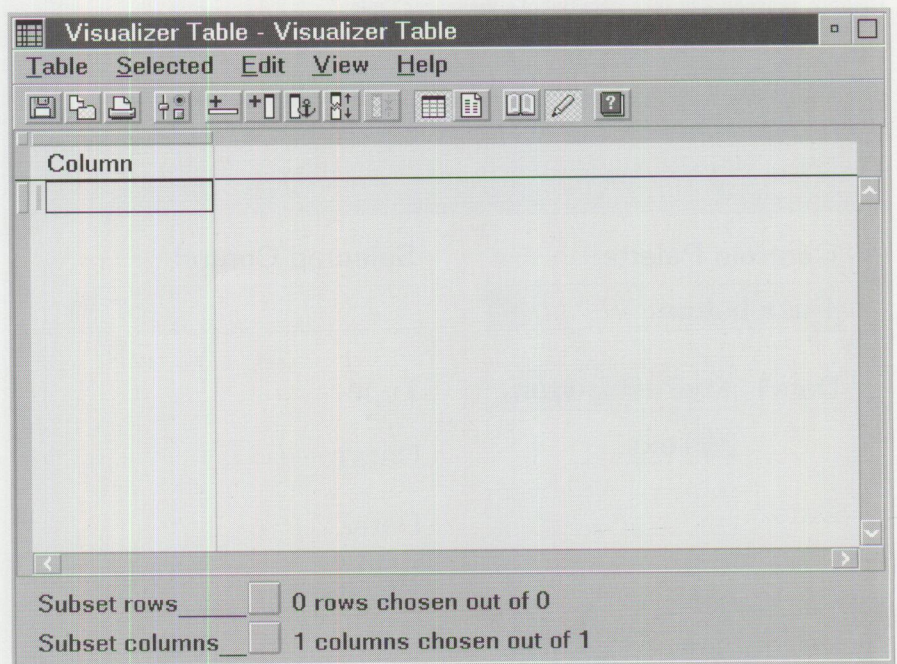 Visualizer Table - Visualizer Table
Table Selected Edit View Help
?
Column
Subset rows 0 rows chosen out of 0
Subset columns 1 columns chosen out of 1